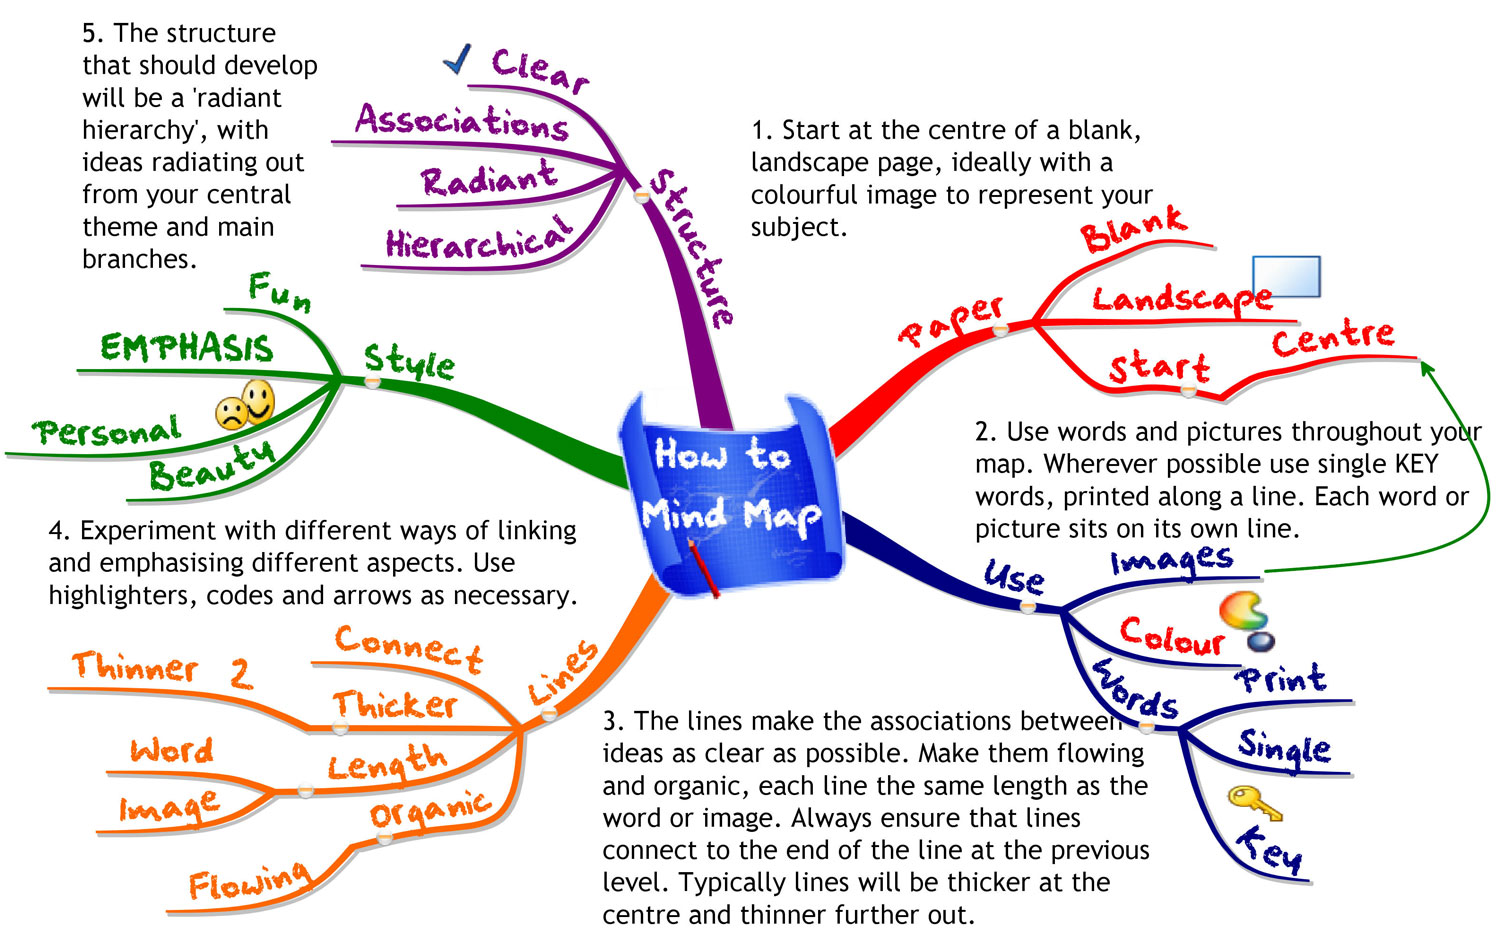 How to
Mind Map
1. Start at the centre of a blank,
landscape page, ideally with a
colourful image to represent your
subject.
Paper
Blank
Landscape
Start
Centre
2. Use words and pictures throughout your
map. Wherever possible use single KEY
words, printed along a line. Each word or
picture sits on its own line.
Use
Images
Colour
Words
Print
Single
Key
3. The lines make the associations between
ideas as clear as possible. Make them flowing
and organic, each line the same length as the
word or image. Always ensure that lines
connect to the end of the line at the previous
level. Typically lines will be thicker at the
centre and thinner further out.
Lines
Connect
Thicker
Thinner 2
Length
Word
Image
Organic
Flowing
4. Experiment with different ways of linking
and emphasising different aspects. Use
highlighters, codes and arrows as necessary.
Style
Fun
EMPHASIS
Personal
Beauty
5. The structure
that should develop
will be a 'radiant
hierarchy', with
ideas radiating out
from your central
theme and main
branches.
Structure
Clear
Associations
Radiant
Hierarchical